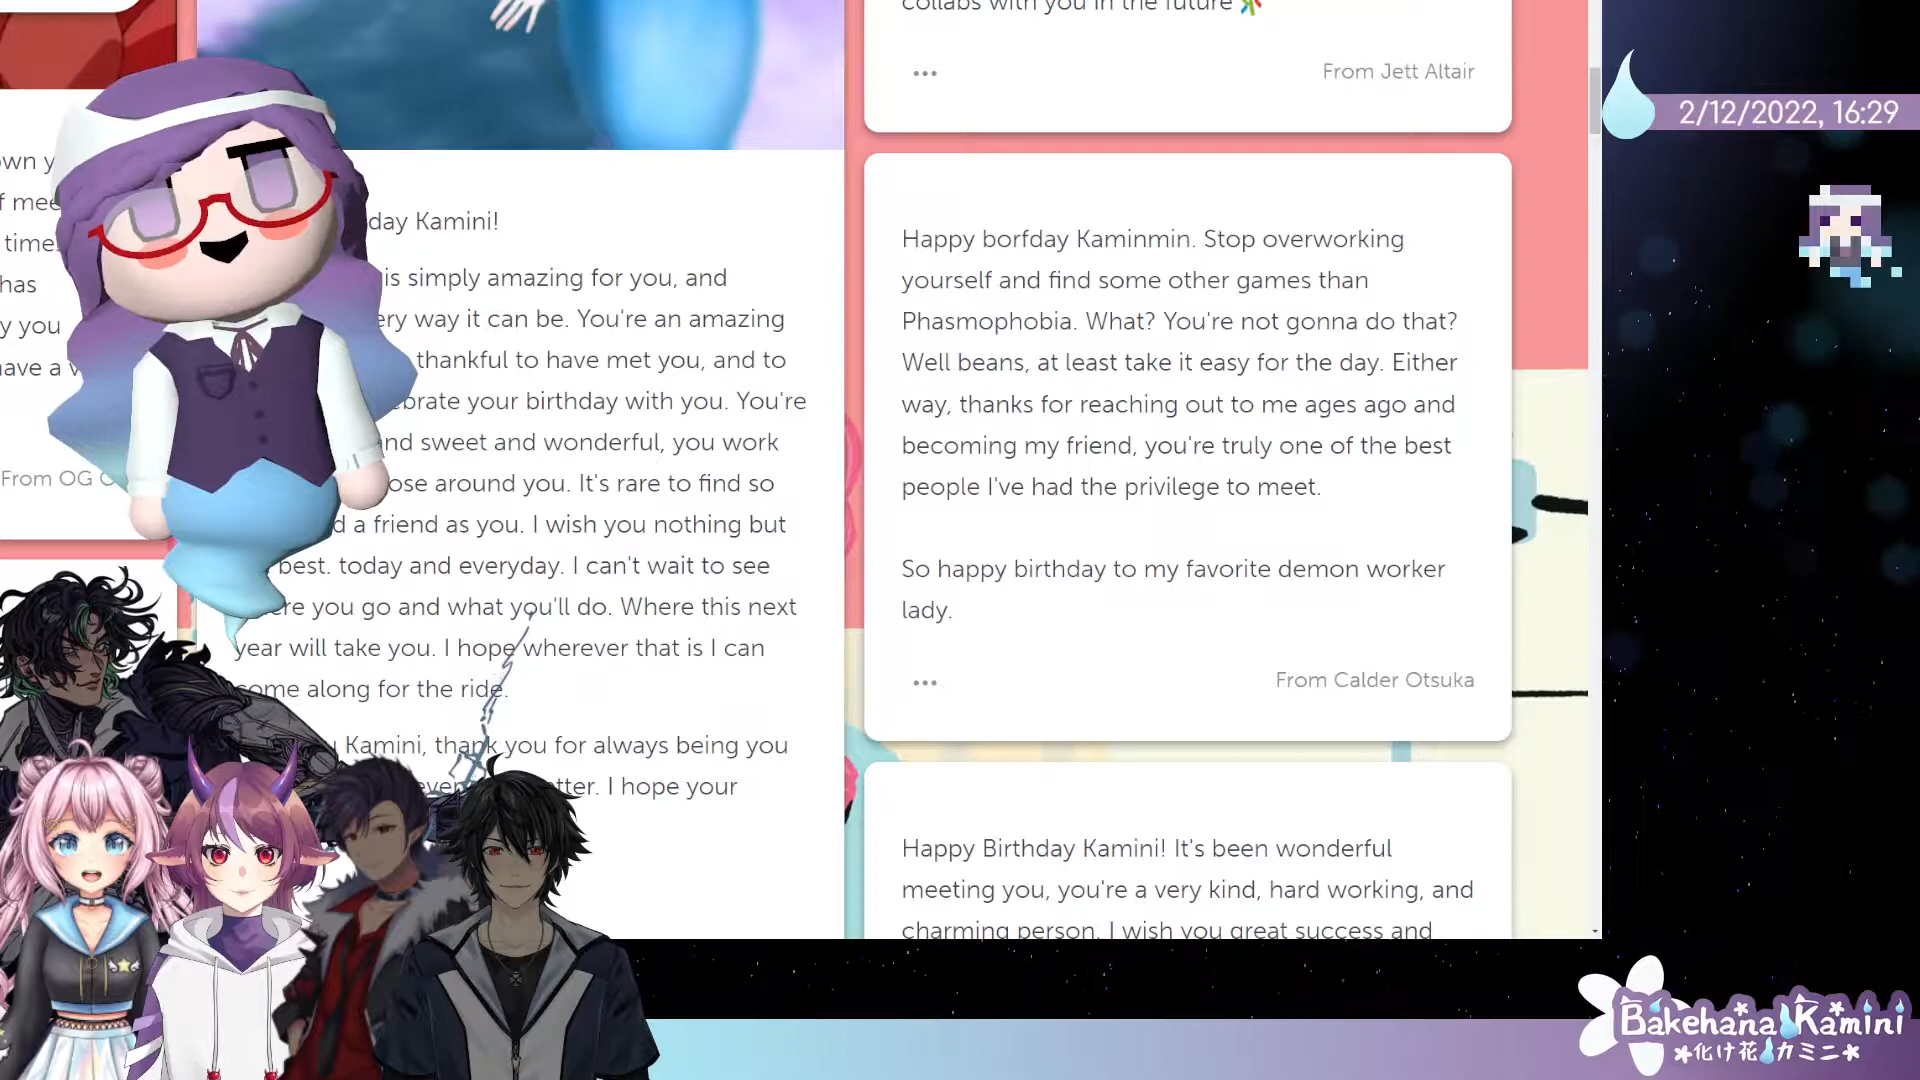 own y
f mee
time!
has
y you
have a v
From OG C
day Kamini!
is simply amazing for you, and
ery way it can be. You're an amazing
thankful to have met you, and to
ebrate your birthday with you. You're
nd sweet and wonderful, you work
ose around you. It's rare to find so
d a friend as you. I wish you nothing but
best. today and everyday. I can't wait to see
ere you go and what you'll do. Where this next
year will take you. I hope wherever that is I can
come along for the ride.
Kamini, thank you for always being you
even
tter. I hope your
collabs with you in the future
From Jett Altair
Happy borfday Kaminmin. Stop overworking
yourself and find some other games than
Phasmophobia. What? You're not gonna do that?
Well beans, at least take it easy for the day. Either
way, thanks for reaching out to me ages ago and
becoming my friend, you're truly one of the best
people I've had the privilege to meet.
So happy birthday to my favorite demon worker
lady.
From Calder Otsuka
Happy Birthday Kamini! It's been wonderful
meeting you, you're a very kind, hard working, and
charming person. I wish you great success and
2/12/2022, 16:29
Bakehana Kamini
*化け花カミニ*